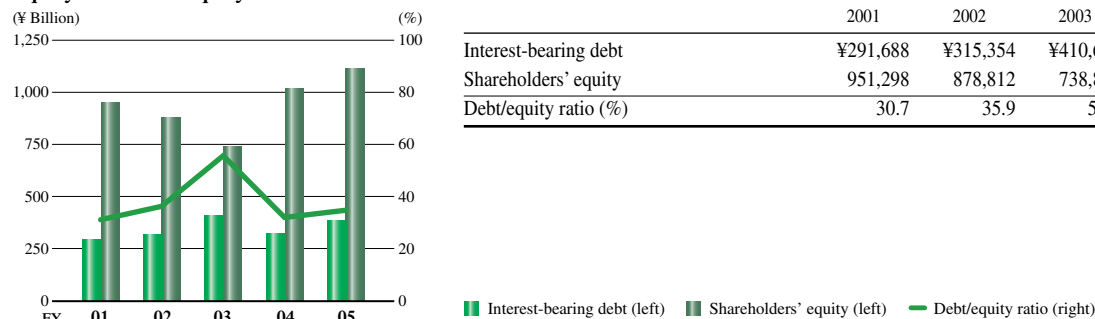 (¥ Billion) (%)
1,250 100
1,000 80
750 60
500 40
250 20
0 0
01 02 03 04 05
2001 2002 2003
Interest-bearing debt ¥291,688 ¥315,354
Shareholders' equity 951,298 878,812
Debt/equity ratio (%) 30.7 35.9
Interest-bearing debt (left) Shareholders' equity (left) Debt/equity ratio (right)